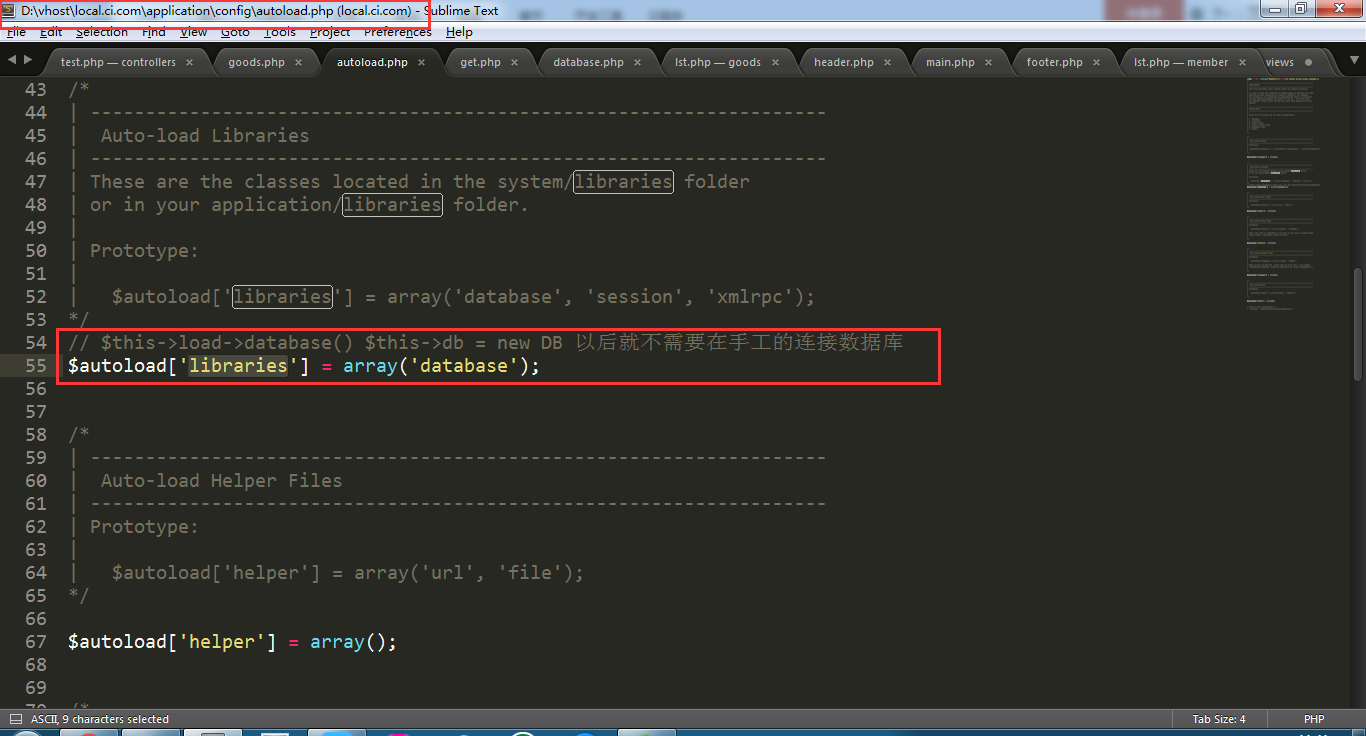 D:\vhost\local.ci.com\application\config\autoload.php (local.ci.com) - Sublime Text
File Edit Selection Find View Goto Tools Project Preferences Help
test.php — controllers × goods.php × autoload.php × get.php × database.php × lst.php — goods × header.php × main.php × footer.php × lst.php — member × views
43 /*
44 | -------------------------------------------------------------------
45 |  Auto-load Libraries
46 | -------------------------------------------------------------------
47 | These are the classes located in the system/libraries folder
48 | or in your application/libraries folder.
49 |
50 | Prototype:
51 |
52 |   $autoload['libraries'] = array('database', 'session', 'xmlrpc');
53 */
54 // $this->load->database() $this->db = new DB 以后就不需要在手工的连接数据库
55 $autoload['libraries'] = array('database');
56
57
58 /*
59 | -------------------------------------------------------------------
60 |  Auto-load Helper Files
61 | -------------------------------------------------------------------
62 | Prototype:
63 |
64 |   $autoload['helper'] = array('url', 'file');
65 */
66
67 $autoload['helper'] = array();
68
69
70 /*
ASCII, 9 characters selected Tab Size: 4 PHP